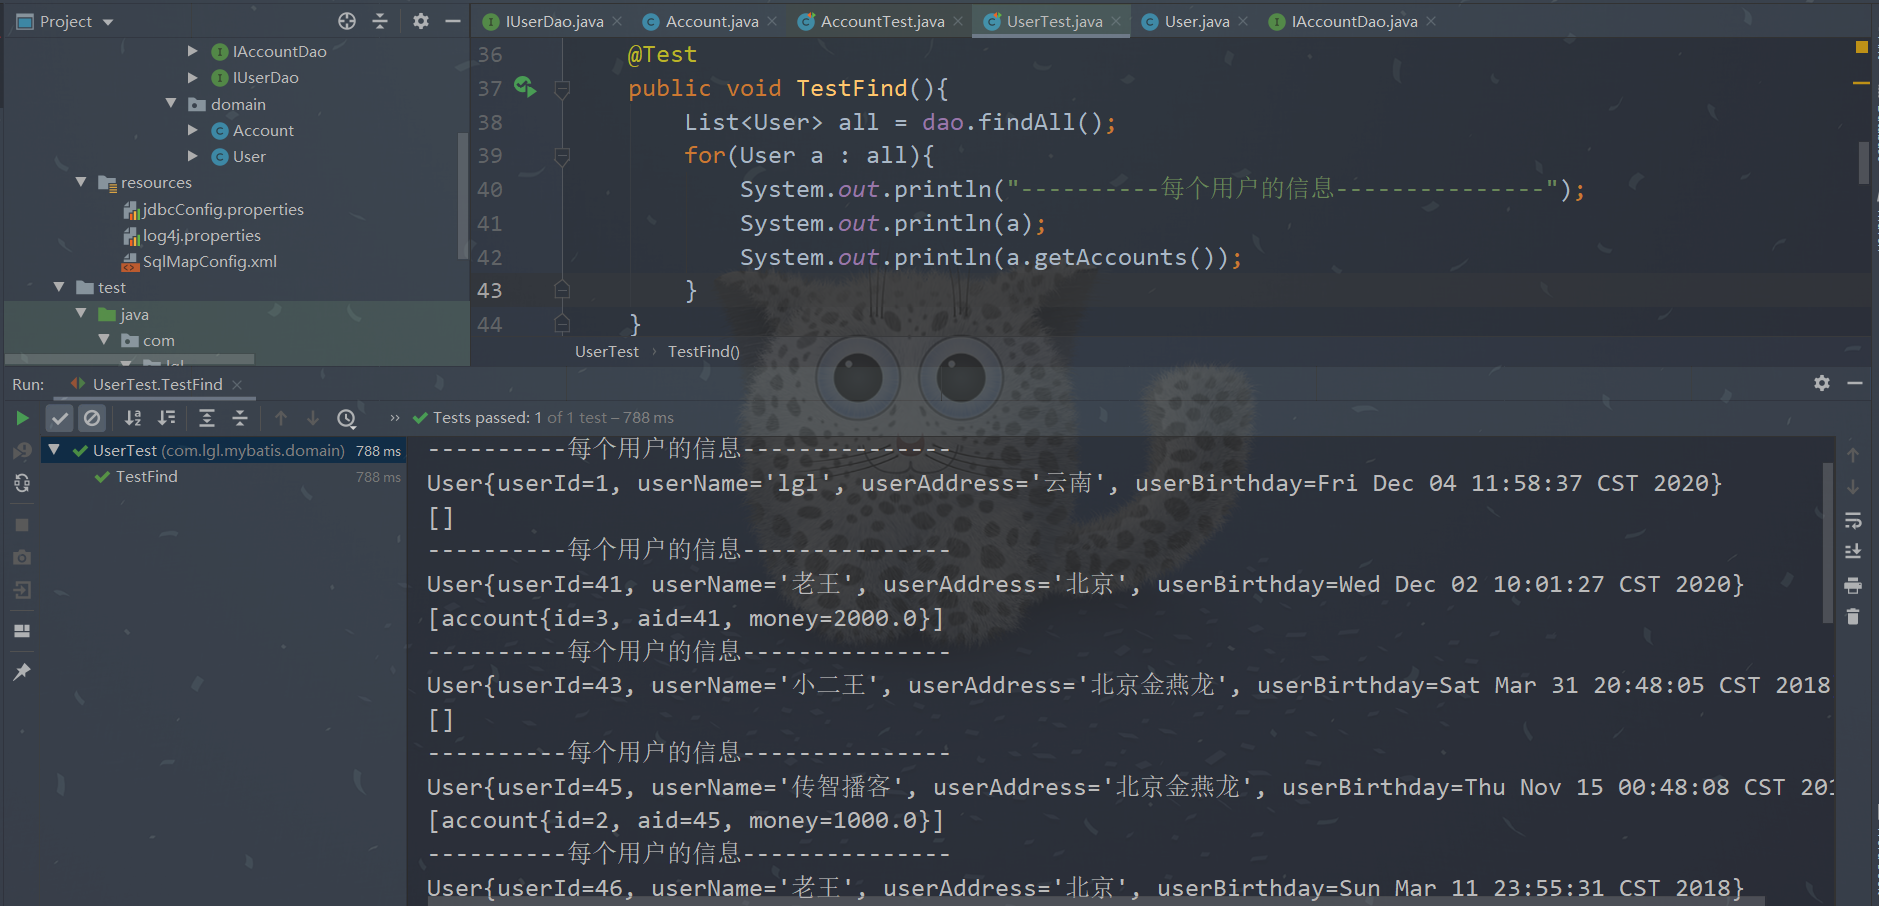 Project
IUserDao.java
Account.java
AccountTest.java
UserTest.java
User.java
IAccountDao.java
IAccountDao
IUserDao
domain
Account
User
resources
jdbcConfig.properties
log4j.properties
SqlMapConfig.xml
test
java
com
36 @Test
37 public void TestFind(){
38 List<User> all = dao.findAll();
39 for(User a : all){
40 System.out.println("----------每个用户的信息---------------");
41 System.out.println(a);
42 System.out.println(a.getAccounts());
43 }
44 }
UserTest › TestFind()
Run: UserTest.TestFind
» Tests passed: 1 of 1 test – 788 ms
UserTest (com.lgl.mybatis.domain) 788 ms
TestFind 788 ms
----------每个用户的信息---------------
User{userId=1, userName='lgl', userAddress='云南', userBirthday=Fri Dec 04 11:58:37 CST 2020}
[]
----------每个用户的信息---------------
User{userId=41, userName='老王', userAddress='北京', userBirthday=Wed Dec 02 10:01:27 CST 2020}
[account{id=3, aid=41, money=2000.0}]
----------每个用户的信息---------------
User{userId=43, userName='小二王', userAddress='北京金燕龙', userBirthday=Sat Mar 31 20:48:05 CST 2018
[]
----------每个用户的信息---------------
User{userId=45, userName='传智播客', userAddress='北京金燕龙', userBirthday=Thu Nov 15 00:48:08 CST 201
[account{id=2, aid=45, money=1000.0}]
----------每个用户的信息---------------
User{userId=46, userName='老王', userAddress='北京', userBirthday=Sun Mar 11 23:55:31 CST 2018}